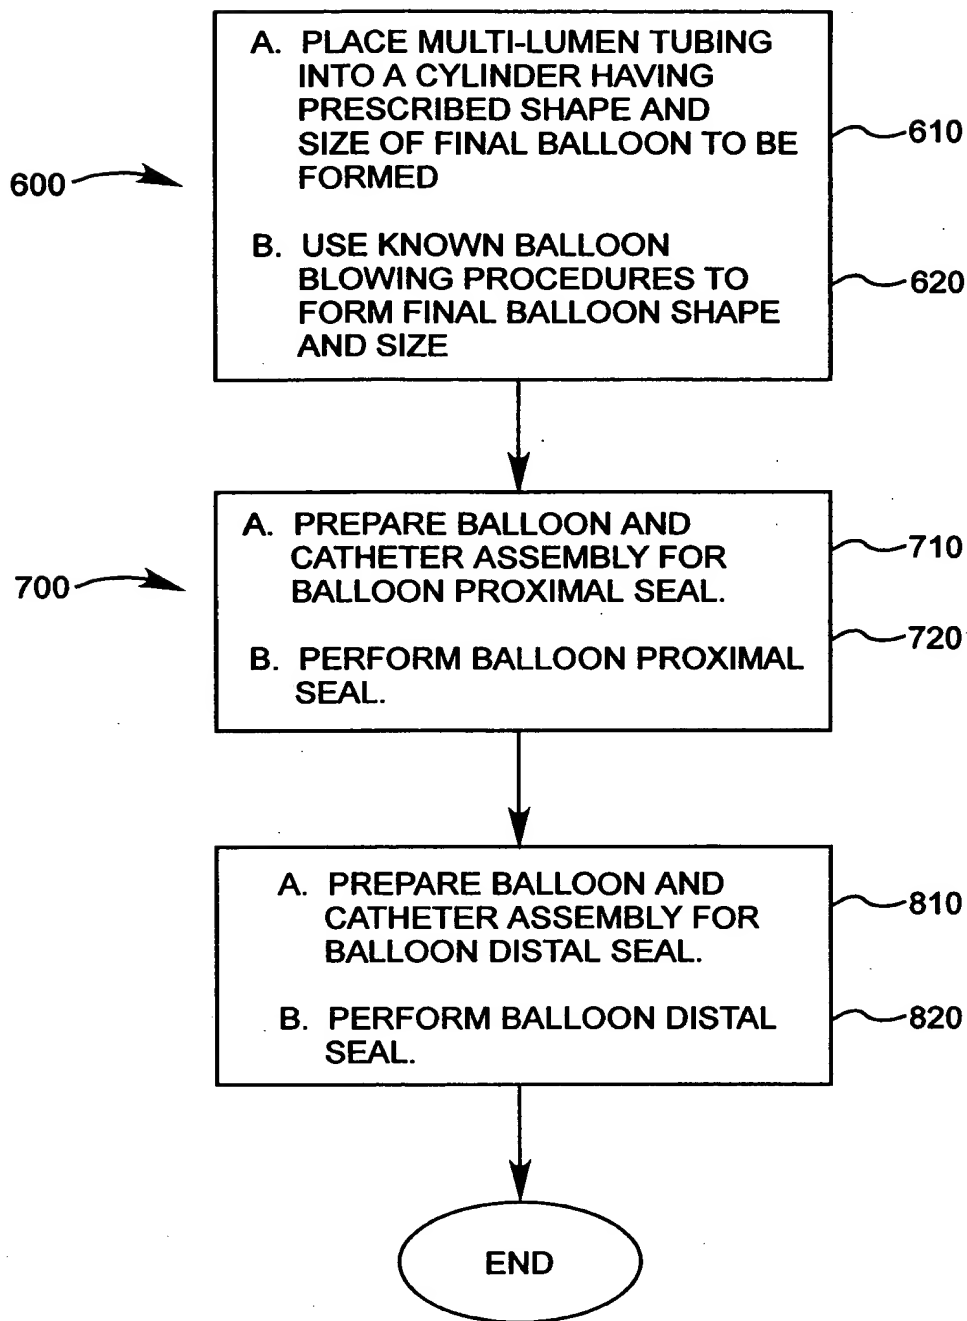 A. PLACE MULTI-LUMEN TUBING
INTO A CYLINDER HAVING
PRESCRIBED SHAPE AND
SIZE OF FINAL BALLOON TO BE
FORMED
610
600
B. USE KNOWN BALLOON
BLOWING PROCEDURES TO
FORM FINAL BALLOON SHAPE
AND SIZE
620
A. PREPARE BALLOON AND
CATHETER ASSEMBLY FOR
BALLOON PROXIMAL SEAL.
710
700
B. PERFORM BALLOON PROXIMAL
SEAL.
720
A. PREPARE BALLOON AND
CATHETER ASSEMBLY FOR
BALLOON DISTAL SEAL.
810
B. PERFORM BALLOON DISTAL
SEAL.
820
END